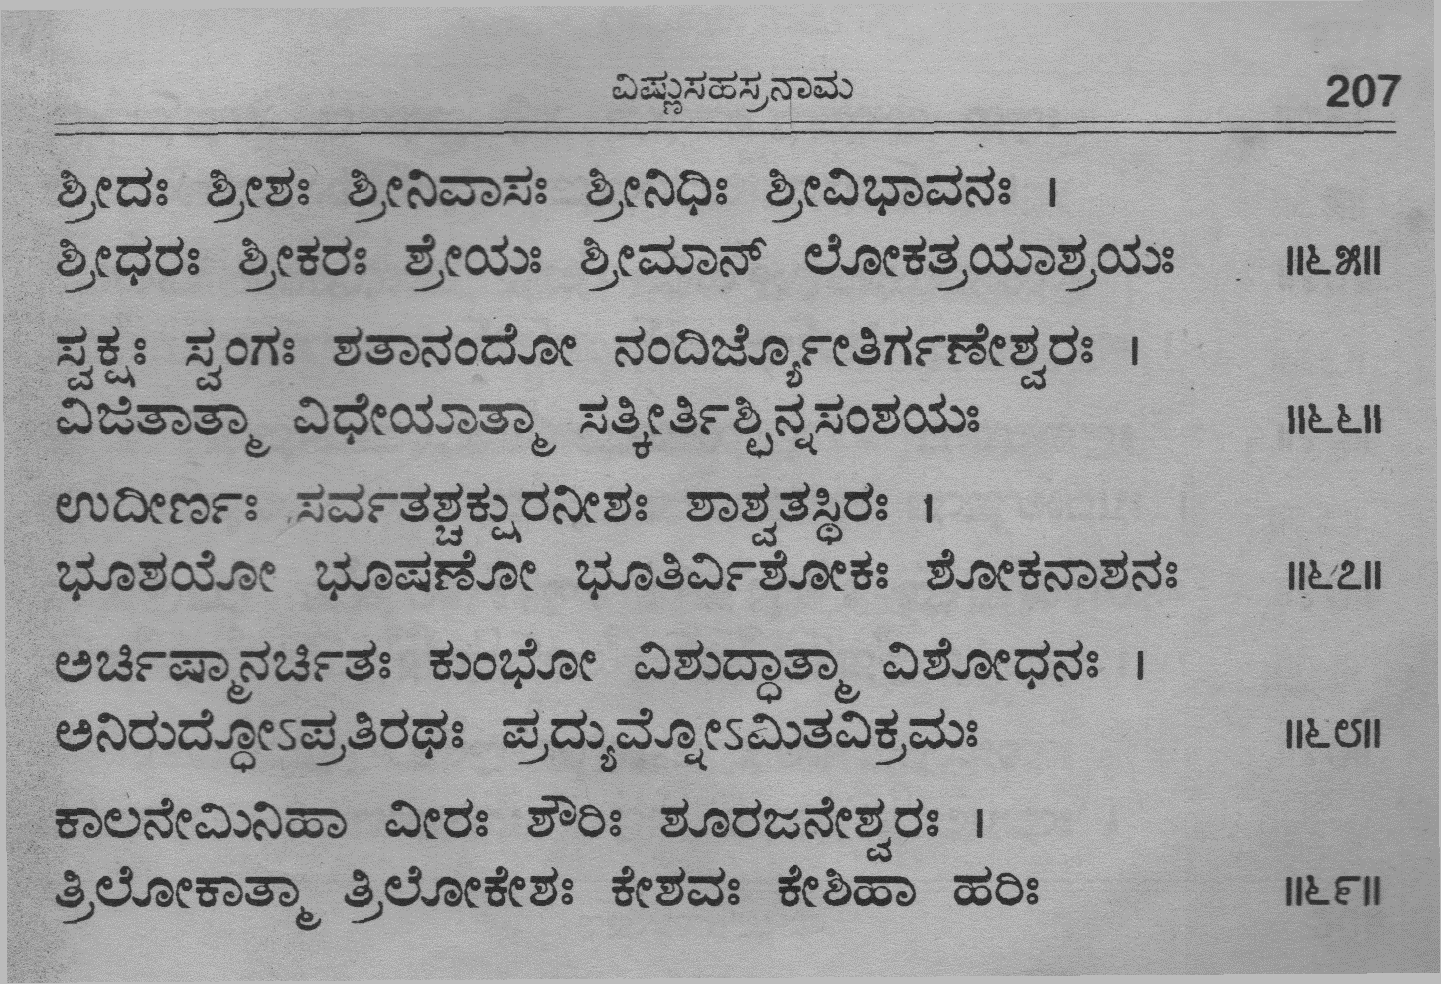 ವಿಷ್ಣುಸಹಸ್ರನಾಮ 207
ಶ್ರೀದಃ ಶ್ರೀಶಃ ಶ್ರೀನಿವಾಸಃ ಶ್ರೀನಿಧಿಃ ಶ್ರೀವಿಭಾವನಃ ।
ಶ್ರೀಧರಃ ಶ್ರೀಕರಃ ಶ್ರೇಯಃ ಶ್ರೀಮಾನ್ ಲೋಕತ್ರಯಾಶ್ರಯಃ ॥೬೫॥
ಸ್ವಕ್ಷಃ ಸ್ವಂಗಃ ಶತಾನಂದೋ ನಂದಿರ್ಜ್ಯೋತಿರ್ಗಣೇಶ್ವರಃ ।
ವಿಜಿತಾತ್ಮಾ ವಿಧೇಯಾತ್ಮಾ ಸತ್ಕೀರ್ತಿಶ್ಛಿನ್ನಸಂಶಯಃ ॥೬೬॥
ಉದೀರ್ಣಃ ಸರ್ವತಶ್ಚಕ್ಷುರನೀಶಃ ಶಾಶ್ವತಸ್ಥಿರಃ ।
ಭೂಶಯೋ ಭೂಷಣೋ ಭೂತಿರ್ವಿಶೋಕಃ ಶೋಕನಾಶನಃ ॥೬೭॥
ಅರ್ಚಿಷ್ಮಾನರ್ಚಿತಃ ಕುಂಭೋ ವಿಶುದ್ಧಾತ್ಮಾ ವಿಶೋಧನಃ ।
ಅನಿರುದ್ಧೋಽಪ್ರತಿರಥಃ ಪ್ರದ್ಯುಮ್ನೋಽಮಿತವಿಕ್ರಮಃ ॥೬೮॥
ಕಾಲನೇಮಿನಿಹಾ ವೀರಃ ಶೌರಿಃ ಶೂರಜನೇಶ್ವರಃ ।
ತ್ರಿಲೋಕಾತ್ಮಾ ತ್ರಿಲೋಕೇಶಃ ಕೇಶವಃ ಕೇಶಿಹಾ ಹರಿಃ ॥೬೯॥